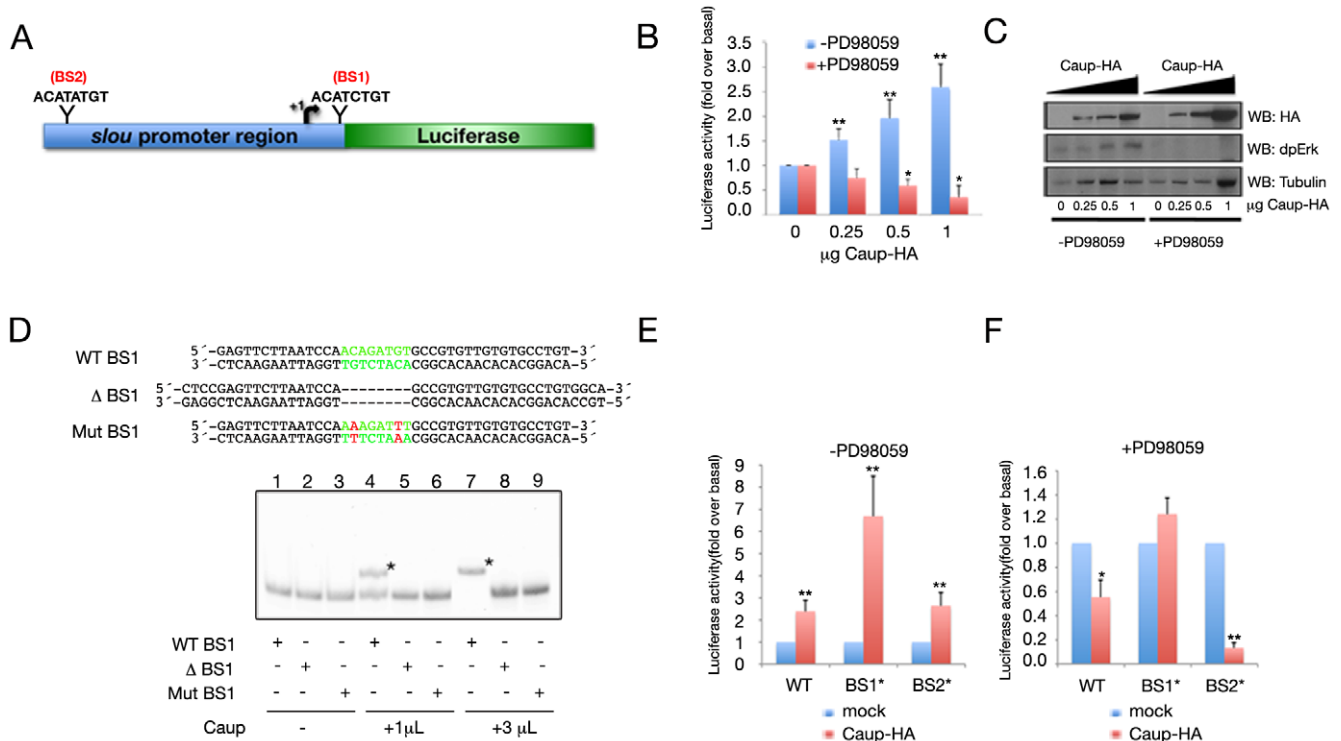 A
(BS2)
ACATATGT
(BS1)
ACATCTGT
+1
slou promoter region
Luciferase
B
Luciferase activity (fold over basal)
3.5
3.0
2.5
2.0
1.5
1.0
0.5
0.0
-PD98059
+PD98059
** ** **
* *
0 0.25 0.5 1
μg Caup-HA
C
Caup-HA Caup-HA
WB: HA
WB: dpErk
WB: Tubulin
0 0.25 0.5 1 0 0.25 0.5 1 μg Caup-HA
-PD98059 +PD98059
D
WT BS1
5´-GAGTTCTTAATCCAACAGATGTGCCGTGTTGTGTGCCTGT-3´
3´-CTCAAGAATTAGGTTGTCTACACGGCACAACACACGGACA-5´
Δ BS1
5´-CTCCGAGTTCTTAATCCA--------GCCGTGTTGTGTGCCTGTGGCA-3´
3´-GAGGCTCAAGAATTAGGT--------CGGCACAACACACGGACACCGT-5´
Mut BS1
5´-GAGTTCTTAATCCAAAAGATTTGCCGTGTTGTGTGCCTGT-3´
3´-CTCAAGAATTAGGTTTTCTAAACGGCACAACACACGGACA-5´
1 2 3 4 5 6 7 8 9
* *
WT BS1 + - - + - - + - -
Δ BS1 - + - - + - - + -
Mut BS1 - - + - - + - - +
Caup - +1μL +3 μL
E
-PD98059
Luciferase activity(fold over basal)
9
8
7
6
5
4
3
2
1
0
** ** **
WT BS1* BS2*
mock
Caup-HA
F
+PD98059
Luciferase activity(fold over basal)
1.6
1.4
1.2
1.0
0.8
0.6
0.4
0.2
0.0
* **
WT BS1* BS2*
mock
Caup-HA